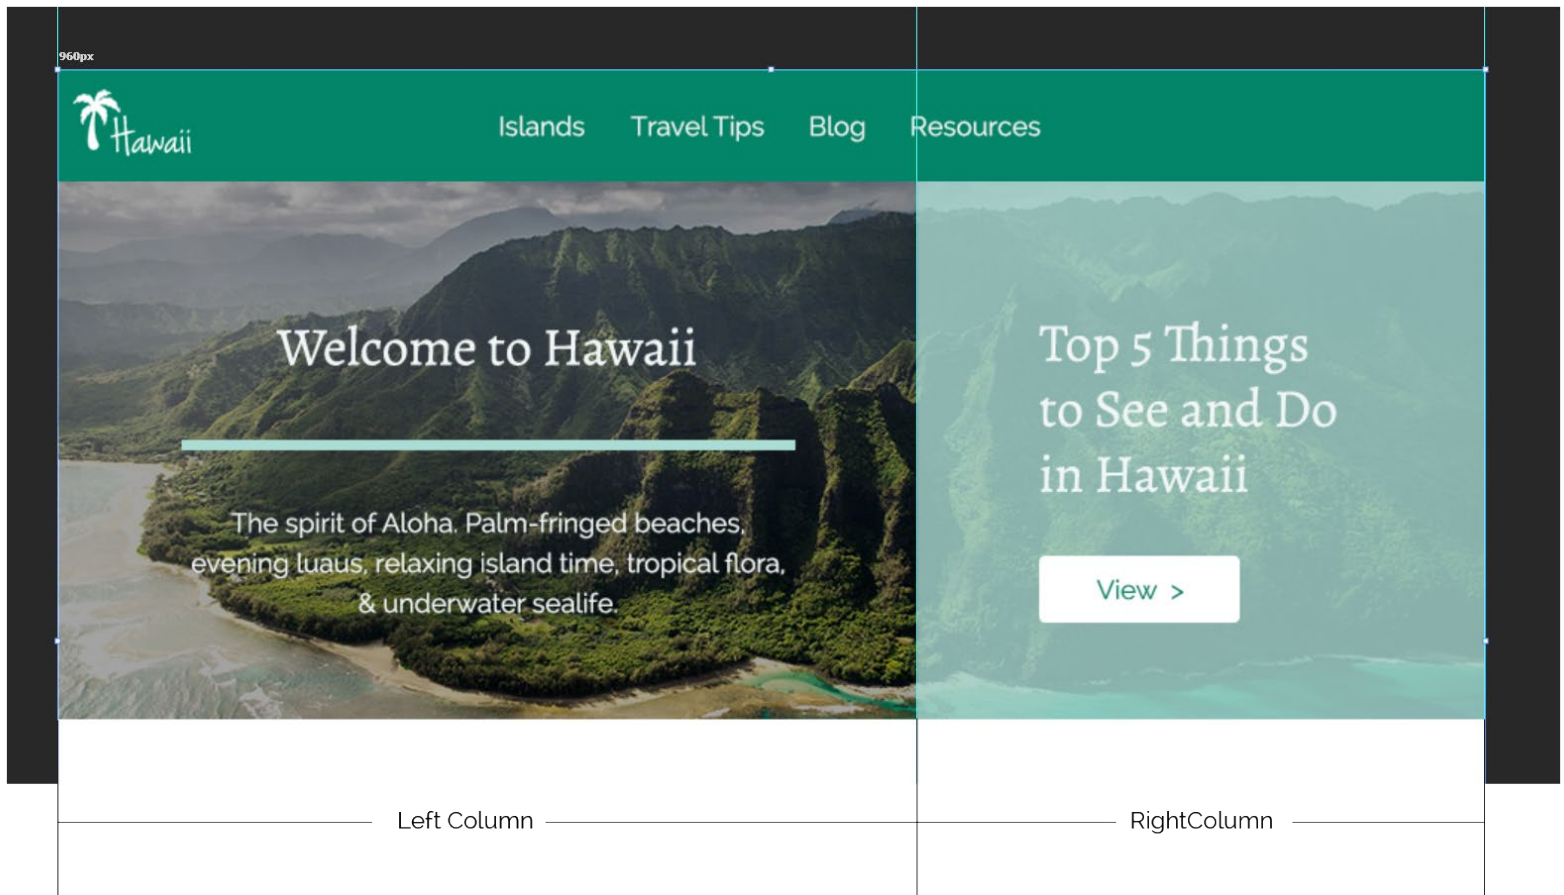 960px
Hawaii
Islands Travel Tips Blog Resources
Welcome to Hawaii
The spirit of Aloha. Palm-fringed beaches,
evening luaus, relaxing island time, tropical flora,
& underwater sealife.
Top 5 Things
to See and Do
in Hawaii
View >
Left Column
RightColumn